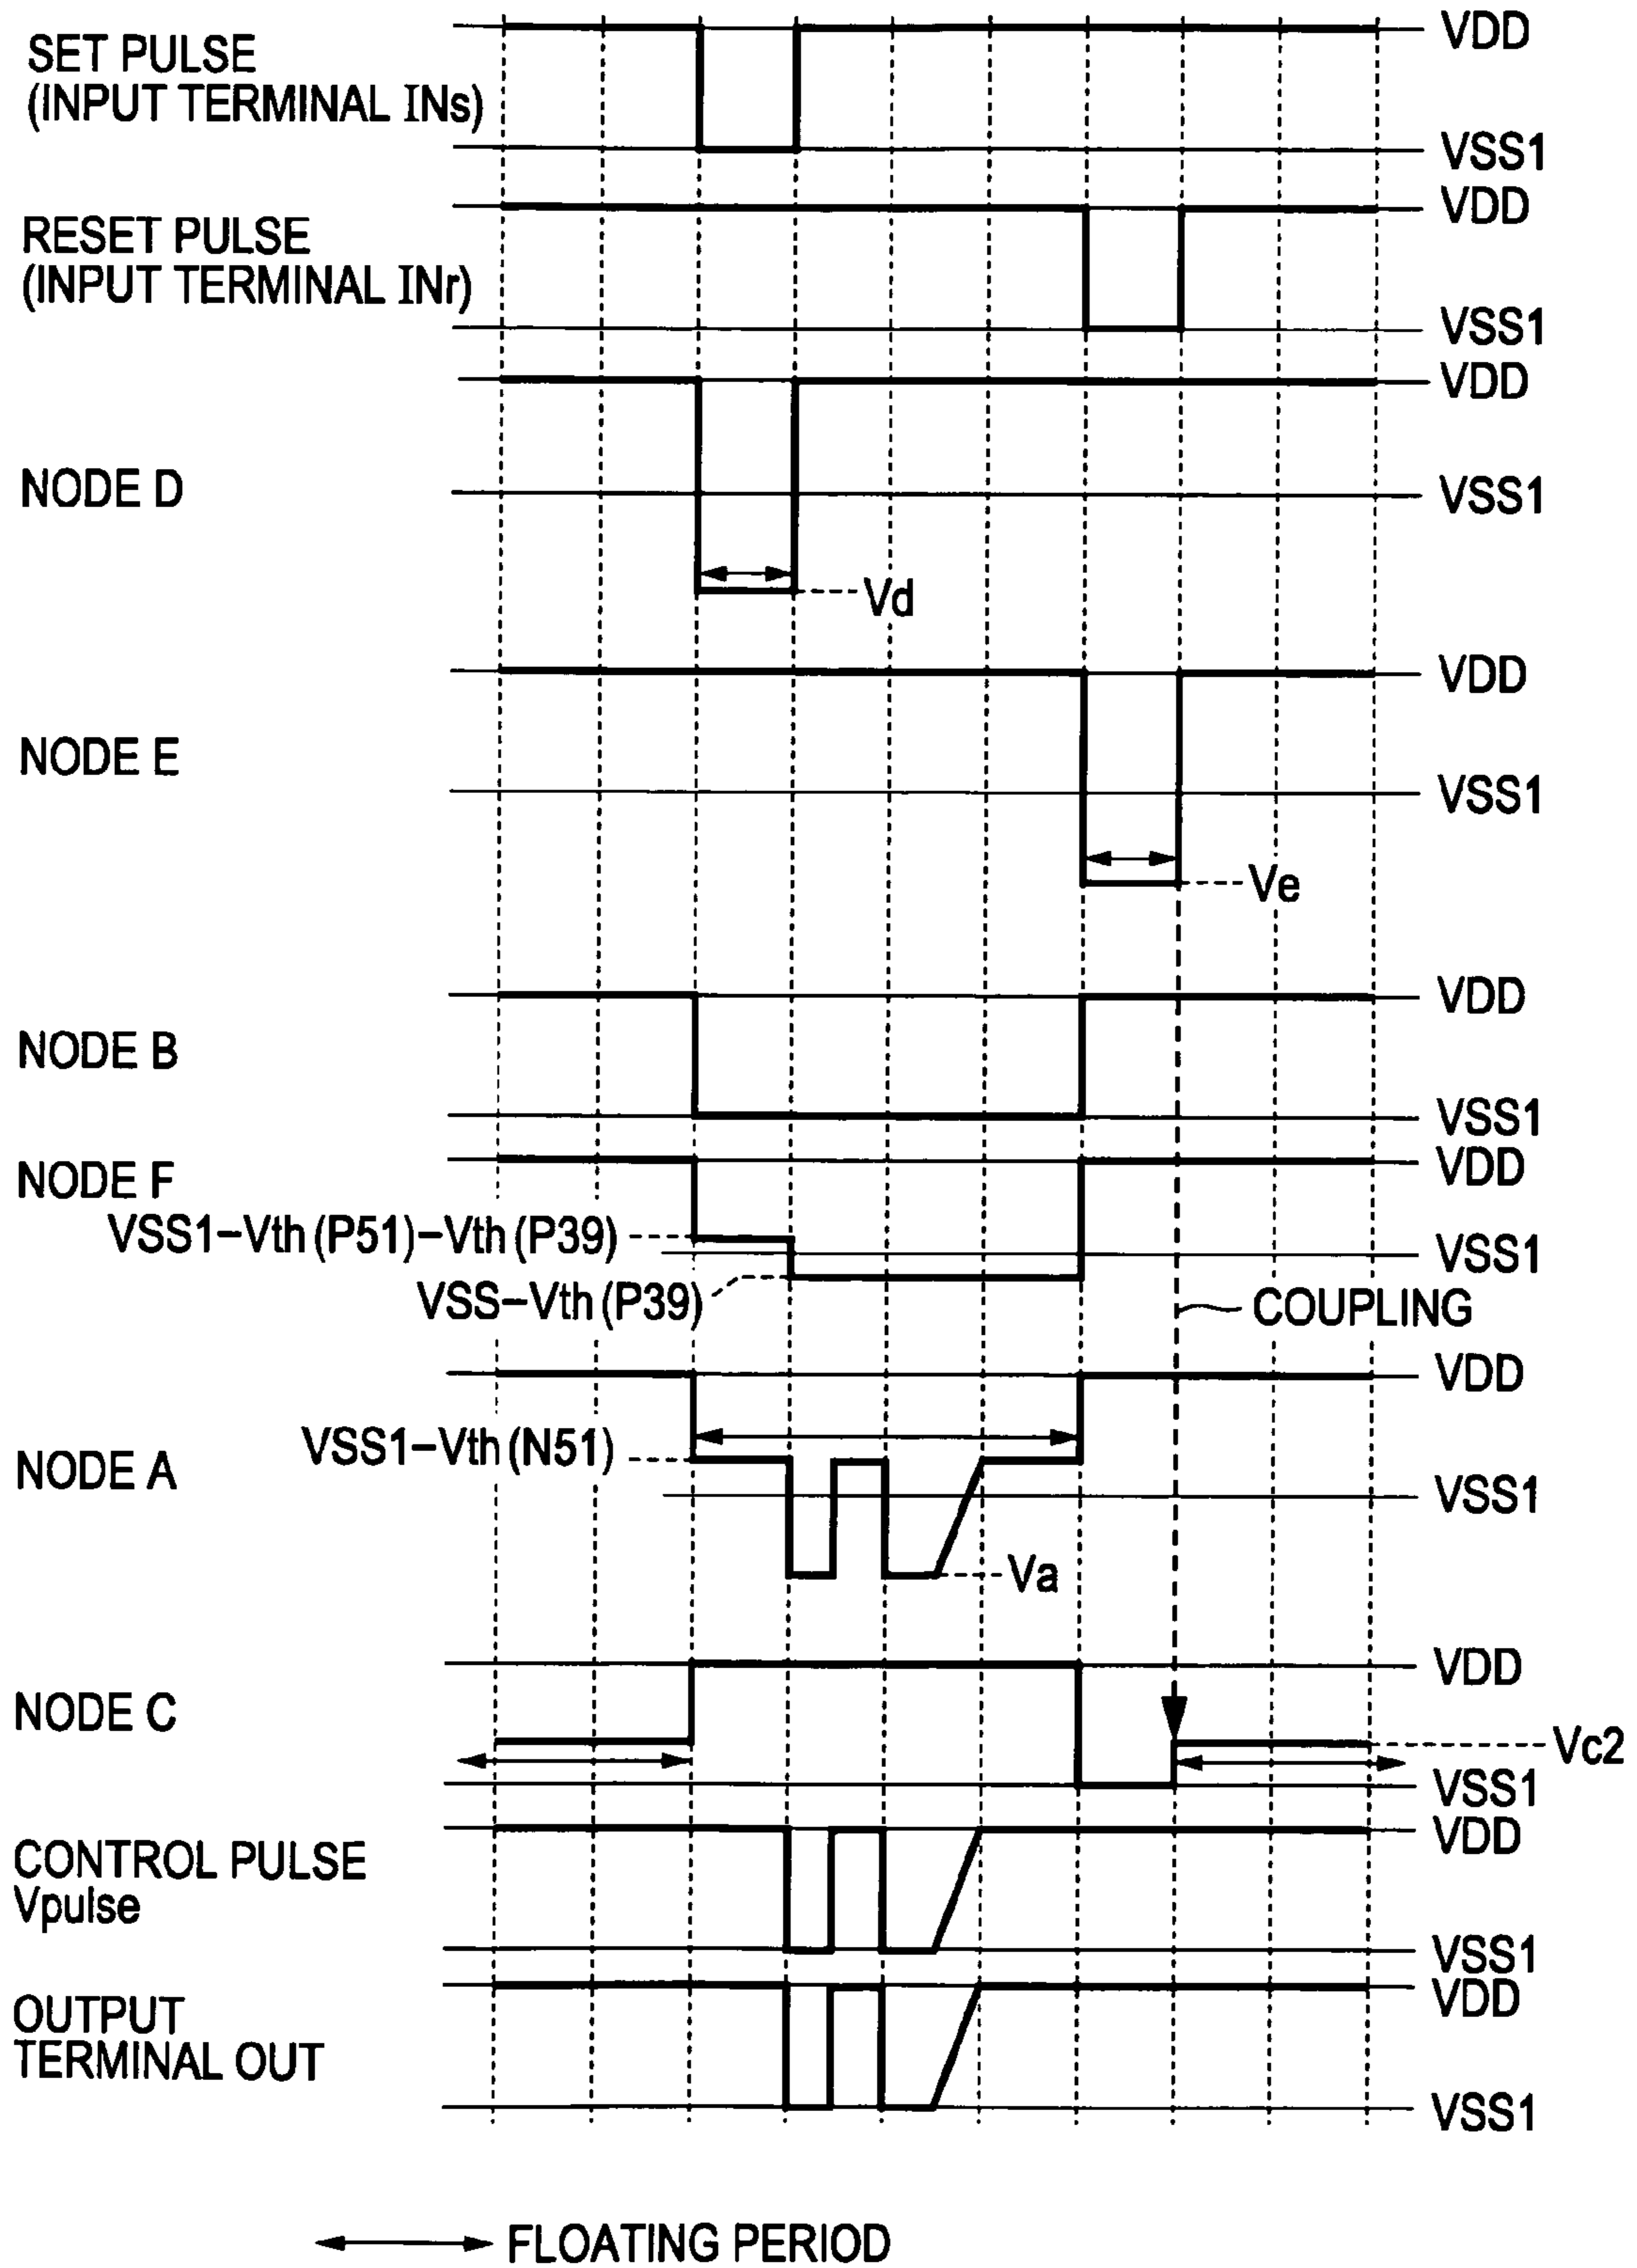 SET PULSE
(INPUT TERMINAL INs)
VDD
VSS1
RESET PULSE
(INPUT TERMINAL INr)
VDD
VSS1
NODE D
VDD
VSS1
Vd
NODE E
VDD
VSS1
Ve
NODE B
VDD
VSS1
NODE F
VDD
VSS1-Vth (P51)-Vth (P39)
VSS1
VSS-Vth (P39)
COUPLING
NODE A
VDD
VSS1-Vth (N51)
VSS1
Va
NODE C
VDD
Vc2
VSS1
CONTROL PULSE
Vpulse
VDD
VSS1
OUTPUT
TERMINAL OUT
VDD
VSS1
FLOATING PERIOD